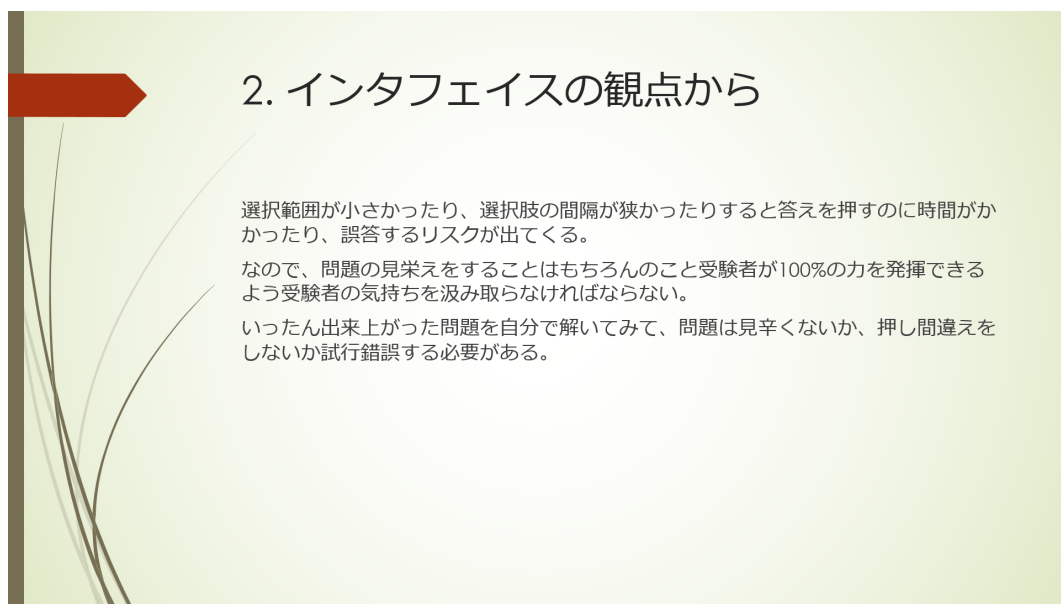 2. インタフェイスの観点から
選択範囲が小さかったり、選択肢の間隔が狭かったりすると答えを押すのに時間がか
かったり、誤答するリスクが出てくる。
なので、問題の見栄えをすることはもちろんのこと受験者が100%の力を発揮できる
よう受験者の気持ちを汲み取らなければならない。
いったん出来上がった問題を自分で解いてみて、問題は見辛くないか、押し間違えを
しないか試行錯誤する必要がある。